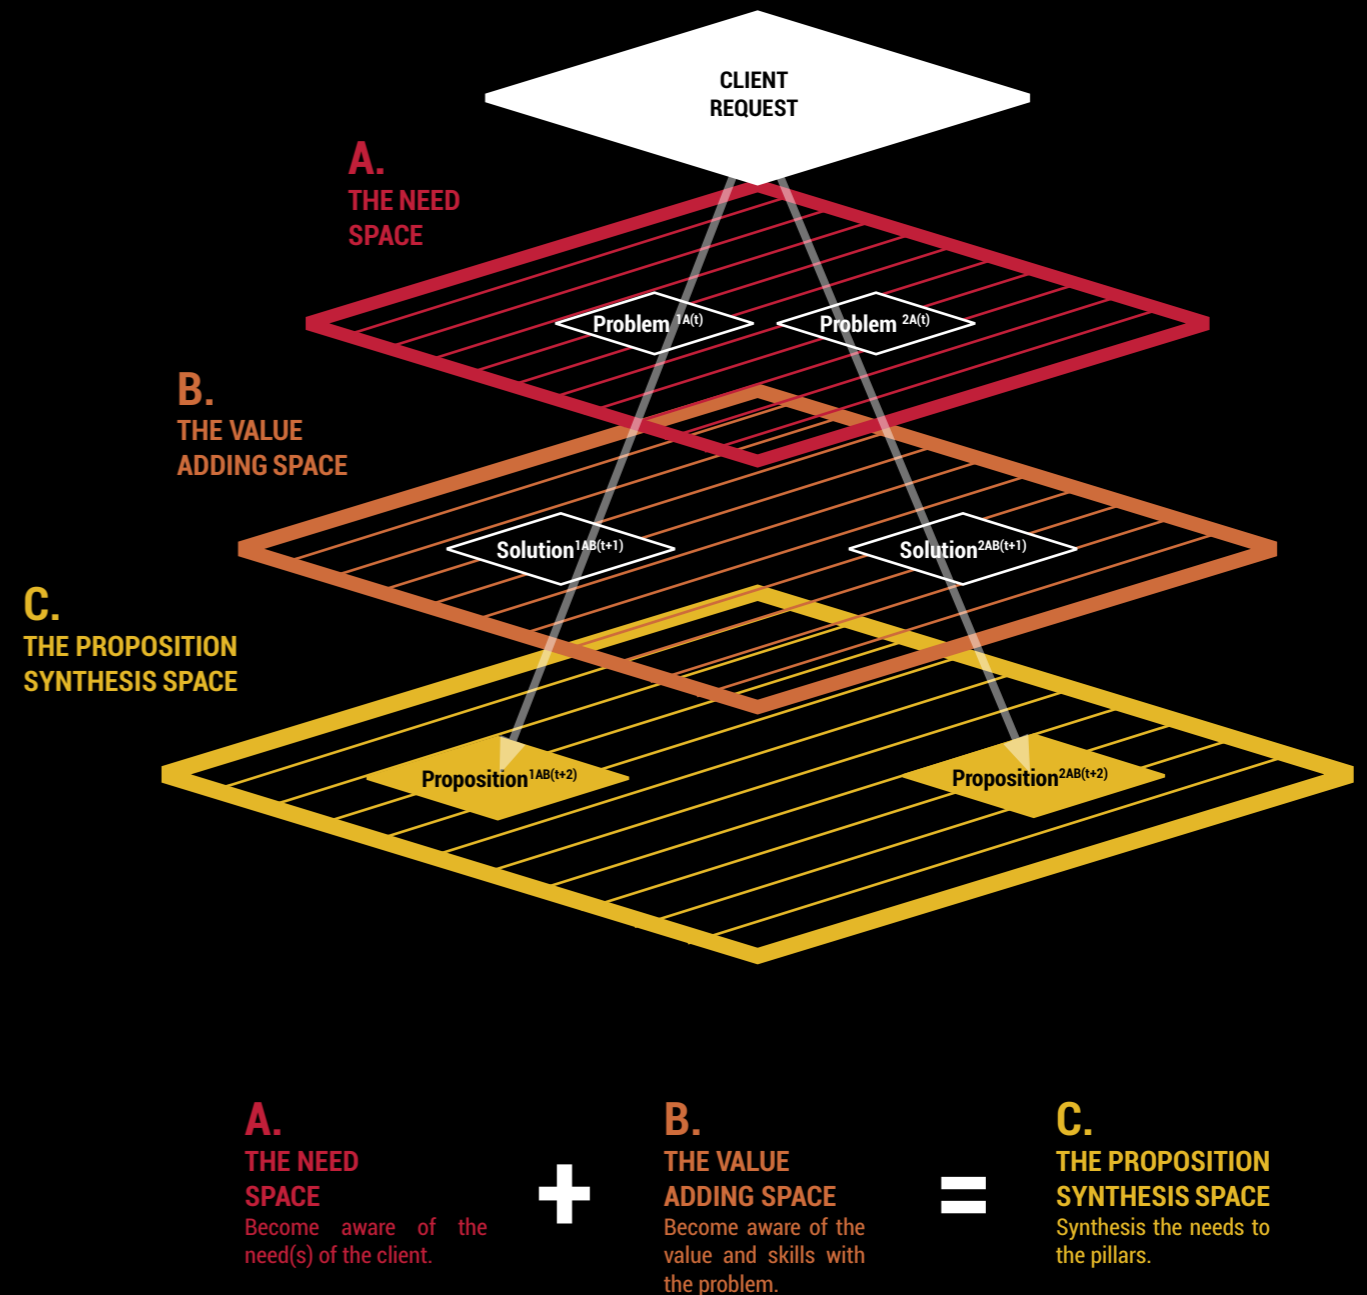 CLIENT
REQUEST
A.
THE NEED
SPACE
Problem 1A(t)
Problem 2A(t)
B.
THE VALUE
ADDING SPACE
Solution1AB(t+1)
Solution2AB(t+1)
C.
THE PROPOSITION
SYNTHESIS SPACE
Proposition1AB(t+2)
Proposition2AB(t+2)
A.
THE NEED
SPACE
Become aware of the
need(s) of the client.
+
B.
THE VALUE
ADDING SPACE
Become aware of the
value and skills with
the problem.
=
C.
THE PROPOSITION
SYNTHESIS SPACE
Synthesis the needs to
the pillars.